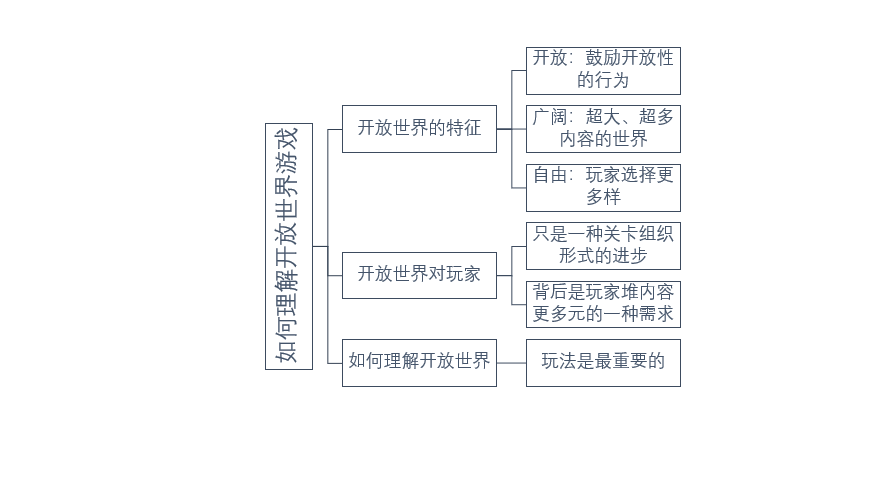 如何理解开放世界游戏
开放世界的特征
开放：鼓励开放性
的行为
广阔：超大、超多
内容的世界
自由：玩家选择更
多样
开放世界对玩家
只是一种关卡组织
形式的进步
背后是玩家堆内容
更多元的一种需求
如何理解开放世界
玩法是最重要的